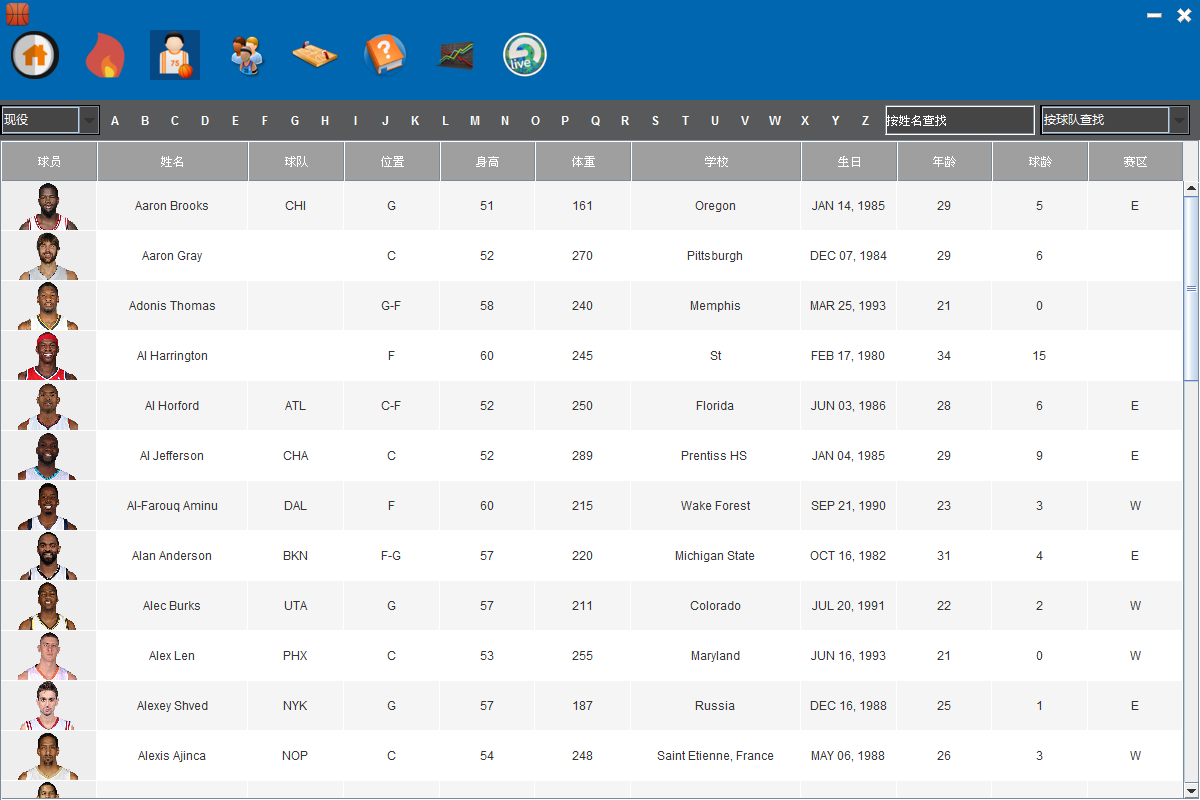 75
?
live
现役 A B C D E F G H I J K L M N O P Q R S T U V W X Y Z 按姓名查找 按球队查找
球员 姓名 球队 位置 身高 体重 学校 生日 年龄 球龄 赛区
Aaron Brooks CHI G 51 161 Oregon JAN 14, 1985 29 5 E
Aaron Gray C 52 270 Pittsburgh DEC 07, 1984 29 6
Adonis Thomas G-F 58 240 Memphis MAR 25, 1993 21 0
Al Harrington F 60 245 St FEB 17, 1980 34 15
Al Horford ATL C-F 52 250 Florida JUN 03, 1986 28 6 E
Al Jefferson CHA C 52 289 Prentiss HS JAN 04, 1985 29 9 E
Al-Farouq Aminu DAL F 60 215 Wake Forest SEP 21, 1990 23 3 W
Alan Anderson BKN F-G 57 220 Michigan State OCT 16, 1982 31 4 E
Alec Burks UTA G 57 211 Colorado JUL 20, 1991 22 2 W
Alex Len PHX C 53 255 Maryland JUN 16, 1993 21 0 W
Alexey Shved NYK G 57 187 Russia DEC 16, 1988 25 1 E
Alexis Ajinca NOP C 54 248 Saint Etienne, France MAY 06, 1988 26 3 W